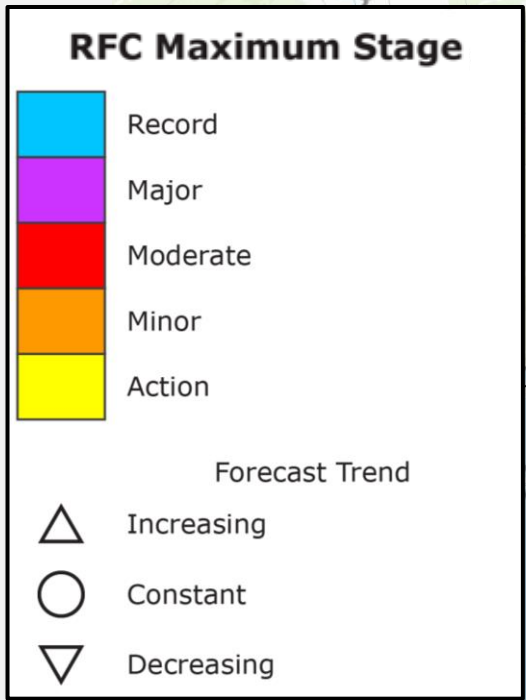 RFC Maximum Stage
Record
Major
Moderate
Minor
Action
Forecast Trend
Increasing
Constant
Decreasing